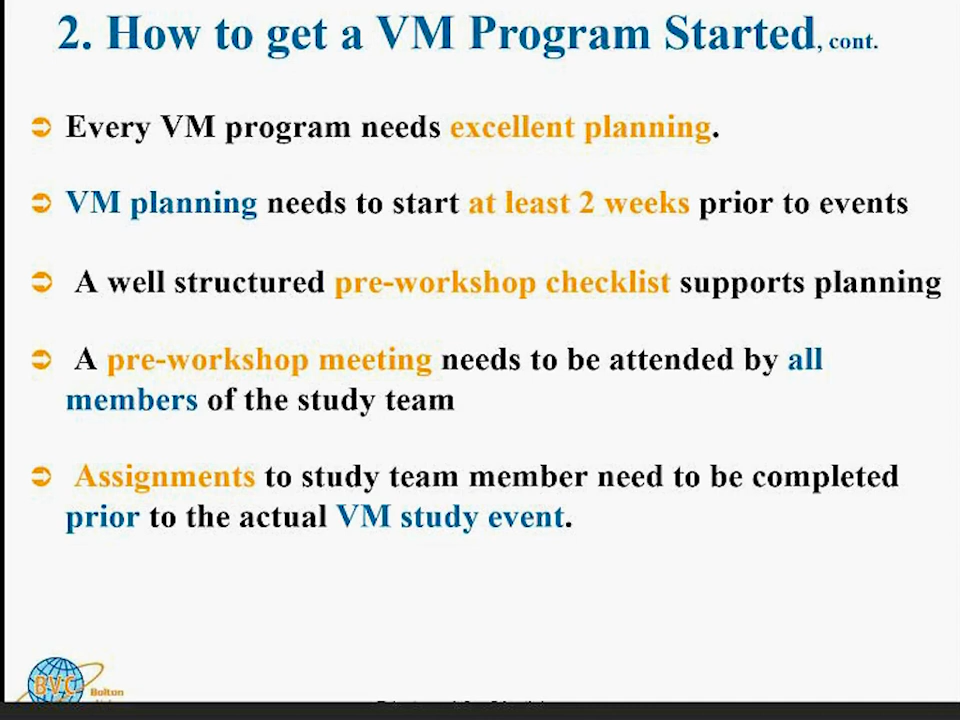 2. How to get a VM Program Started, cont.
Every VM program needs excellent planning.
VM planning needs to start at least 2 weeks prior to events
A well structured pre-workshop checklist supports planning
A pre-workshop meeting needs to be attended by all
members of the study team
Assignments to study team member need to be completed
prior to the actual VM study event.
BVC Bolton